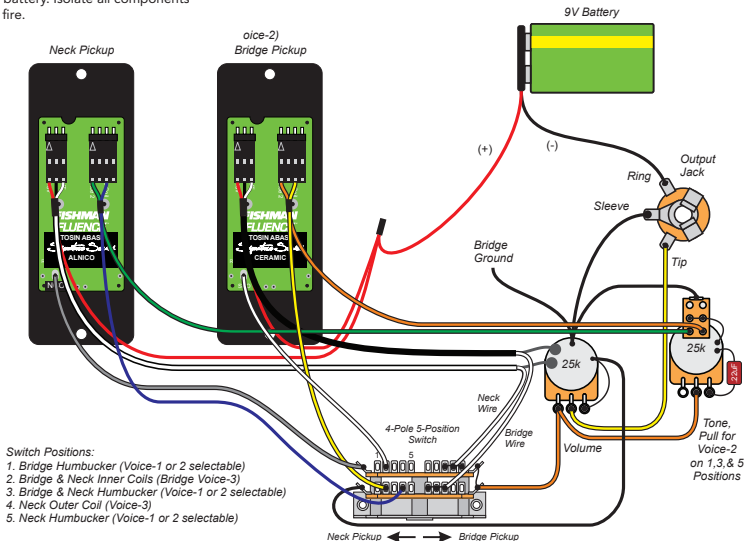 battery. Isolate all components
fire.
Neck Pickup
oice-2)
Bridge Pickup
9V Battery
(+)
(-)
Ring
Output
Jack
Sleeve
Tip
Bridge
Ground
FISHMAN
FLUENCE
TOSIN ABASI
Signature Series
ALNICO
FISHMAN
FLUENCE
TOSIN ABASI
Signature Series
CERAMIC
25k
25k
.22uF
Neck
Wire
Bridge
Wire
4-Pole 5-Position
Switch
1
5
Volume
Tone,
Pull for
Voice-2
on 1,3,& 5
Positions
Switch Positions:
1. Bridge Humbucker (Voice-1 or 2 selectable)
2. Bridge & Neck Inner Coils (Bridge Voice-3)
3. Bridge & Neck Humbucker (Voice-1 or 2 selectable)
4. Neck Outer Coil (Voice-3)
5. Neck Humbucker (Voice-1 or 2 selectable)
Neck Pickup
Bridge Pickup